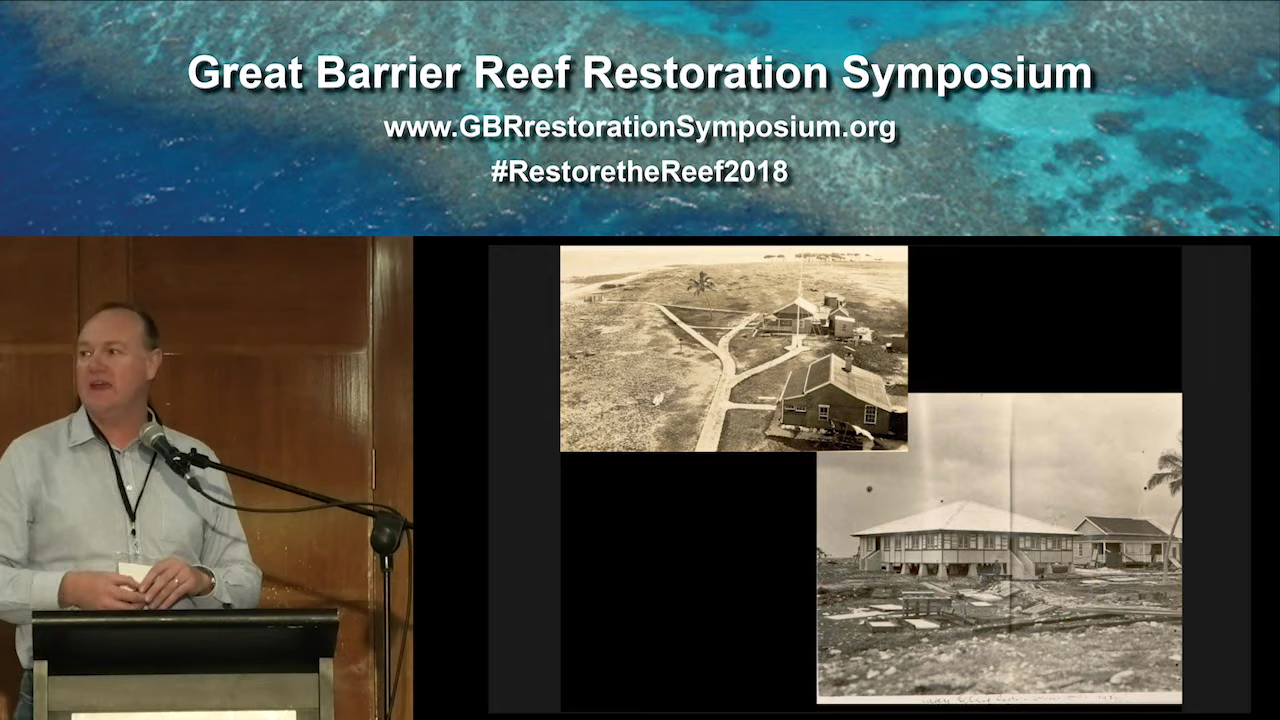 Great Barrier Reef Restoration Symposium
www.GBRrestorationSymposium.org
#RestoretheReef2018